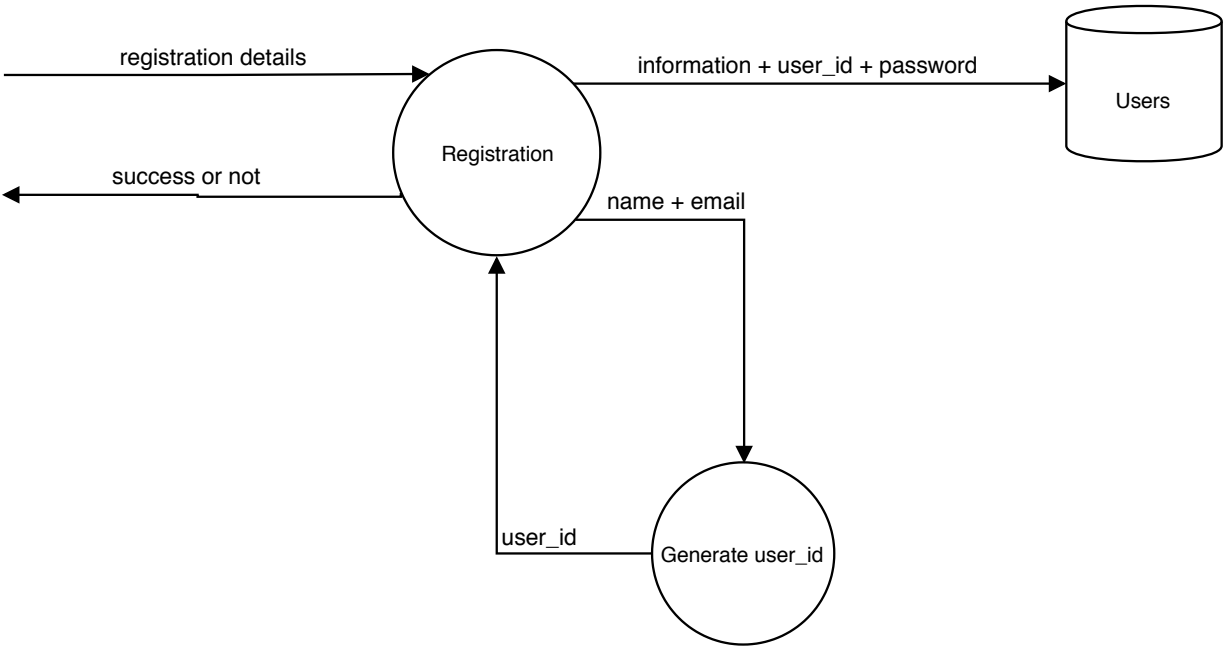 registration details
information + user_id + password
Users
Registration
success or not
name + email
user_id
Generate user_id